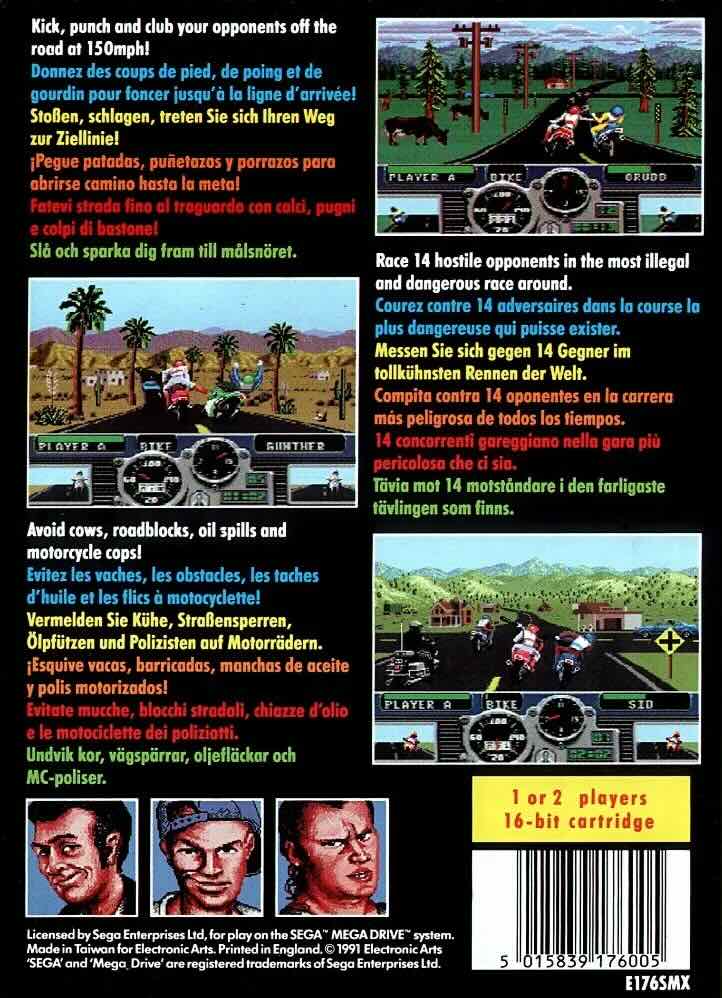 Kick, punch and club your opponents off the
road at 150mph!
Donnez des coups de pied, de poing et de
gourdin pour foncer jusqu'à la ligne d'arrivée!
Stoßen, schlagen, treten Sie sich Ihren Weg
zur Ziellinie!
¡Pegue patadas, puñetazos y porrazos para
abrirse camino hasta la meta!
Fatevi strada fino al traguardo con calci, pugni
e colpi di bastone!
Slå och sparka dig fram till målsnöret.
PLAYER A BIKE GRUDD
Race 14 hostile opponents in the most illegal
and dangerous race around.
Courez contre 14 adversaires dans la course la
plus dangereuse qui puisse exister.
Messen Sie sich gegen 14 Gegner im
tollkühnsten Rennen der Welt.
Compita contra 14 oponentes en la carrera
más peligrosa de todos los tiempos.
14 concorrenti gareggiano nella gara più
pericolosa che ci sia.
Tävla mot 14 motståndare i den farligaste
tävlingen som finns.
PLAYER A BIKE GUNTHER
Avoid cows, roadblocks, oil spills and
motorcycle cops!
Evitez les vaches, les obstacles, les taches
d'huile et les flics à motocyclette!
Vermelden Sie Kühe, Straßensperren,
Ölpfützen und Polizisten auf Motorrädern.
¡Esquive vacas, barricadas, manchas de aceite
y polis motorizados!
Evitate mucche, blocchi stradali, chiazze d'olio
e le motociclette dei poliziotti.
Undvik kor, vägspärrar, oljefläckar och
MC-poliser.
PLAYER A BIKE SID
1 or 2 players
16-bit cartridge
Licensed by Sega Enterprises Ltd, for play on the SEGA™ MEGA DRIVE™ system.
Made in Taiwan for Electronic Arts. Printed in England. © 1991 Electronic Arts
'SEGA' and 'Mega Drive' are registered trademarks of Sega Enterprises Ltd.
5 015839 176005
E176SMX